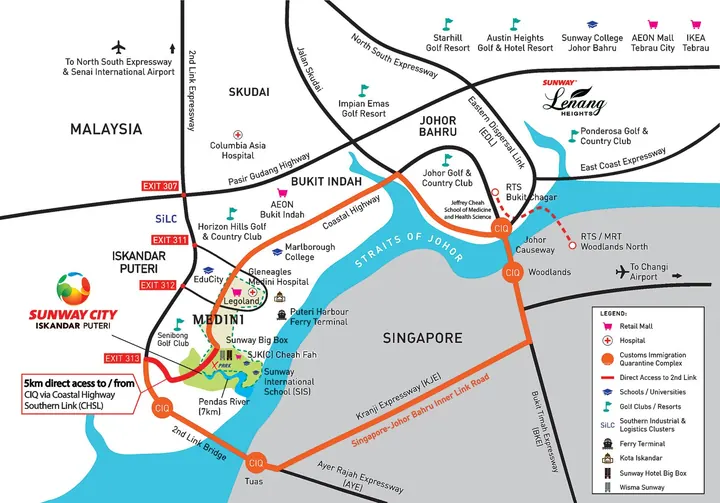 To North South Expressway
& Senai International Airport
2nd Link Expressway
Jalan Skudai
North South Expressway
Starhill
Golf Resort
Austin Heights
Golf & Hotel Resort
Sunway College
Johor Bahru
AEON Mall
Tebrau City
IKEA
Tebrau
SUNWAY
Lenang
HEIGHTS
MALAYSIA
SKUDAI
Impian Emas
Golf Resort
JOHOR
BAHRU
Eastern Dispersal Link
(EDL)
Ponderosa Golf &
Country Club
East Coast Expressway
Columbia Asia
Hospital
Pasir Gudang Highway
BUKIT INDAH
Johor Golf &
Country Club
RTS
Bukit Chagar
Jeffrey Cheah
School of Medicine
and Health Science
EXIT 307
AEON
Bukit Indah
Coastal Highway
SiLC
Horizon Hills Golf
& Country Club
CIQ
Johor
Causeway
RTS / MRT
Woodlands North
EXIT 311
STRAITS OF JOHOR
Marlborough
College
ISKANDAR
PUTERI
EduCity
Gleneagles
Medini Hospital
CIQ
Woodlands
To Changi
Airport
EXIT 312
Legoland
Puteri Harbour
Ferry Terminal
SUNWAY CITY
ISKANDAR PUTERI
MEDINI
Senibong
Golf Club
Sunway Big Box
SINGAPORE
EXIT 313
X PARK
SJK(C) Cheah Fah
Sunway
International
School (SIS)
5km direct access to / from
CIQ via Coastal Highway
Southern Link (CHSL)
Pendas River
(7km)
CIQ
2nd Link Bridge
CIQ
Tuas
Kranji Expressway (KJE)
Singapore-Johor Bahru Inner Link Road
Ayer Rajah Expressway
(AYE)
Bukit Timah Expressway
(BKE)
LEGEND:
Retail Mall
Hospital
CIQ
Customs Immigration
Quarantine Complex
Direct Access to 2nd Link
Schools / Universities
Golf Clubs / Resorts
SiLC
Southern Industrial &
Logistics Clusters
Ferry Terminal
Kota Iskandar
Sunway Hotel Big Box
Wisma Sunway